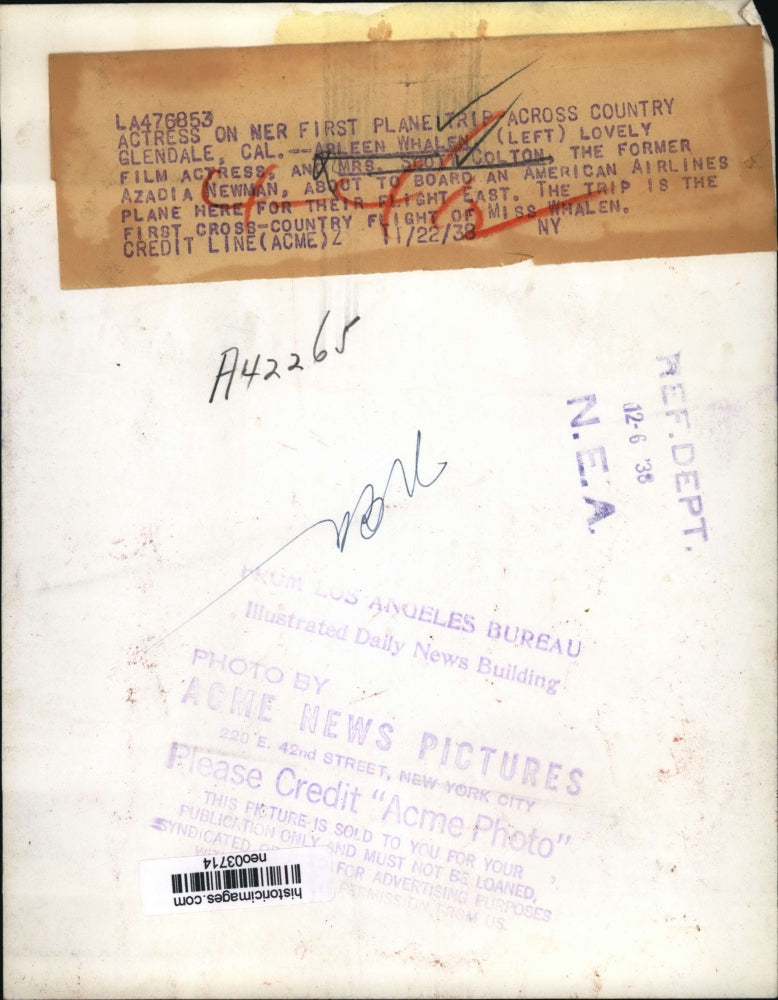 LA476853
ACTRESS ON HER FIRST PLANE TRIP ACROSS COUNTRY
GLENDALE, CAL. --ARLEEN WHALEN (LEFT) LOVELY
FILM ACTRESS, AND MRS. SCOTT COLTON, THE FORMER
AZADIA NEWMAN, ABOUT TO BOARD AN AMERICAN AIRLINES
PLANE HERE FOR THEIR FLIGHT EAST. THE TRIP IS THE
FIRST CROSS-COUNTRY FLIGHT OF MISS WHALEN.
CREDIT LINE(ACME)Z 11/22/38 NY
A42265
REF.DEPT.
12-6 '38
N.E.A.
FROM LOS ANGELES BUREAU
Illustrated Daily News Building
PHOTO BY
ACME NEWS PICTURES
220 E. 42nd STREET, NEW YORK CITY
Please Credit "Acme Photo"
THIS PICTURE IS SOLD TO YOU FOR YOUR
PUBLICATION ONLY AND MUST NOT BE LOANED,
SYNDICATED OR FOR ADVERTISING PURPOSES
PERMISSION FROM US.
historicimages.com
neo03714